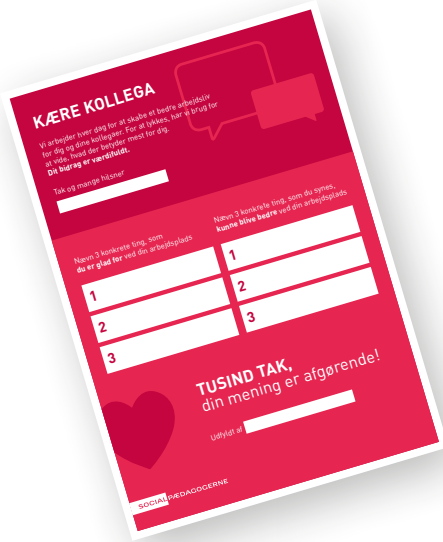 KÆRE KOLLEGA
Vi arbejder hver dag for at skabe et bedre arbejdsliv
for dig og dine kollegaer. For at lykkes, har vi brug for
at vide, hvad der betyder mest for dig.
Dit bidrag er værdifuldt.
Tak og mange hilsner
Nævn 3 konkrete ting, som
du er glad for ved din arbejdsplads
1
2
3
Nævn 3 konkrete ting, som du synes,
kunne blive bedre ved din arbejdsplads
1
2
3
TUSIND TAK,
din mening er afgørende!
Udfyldt af
SOCIALPÆDAGOGERNE